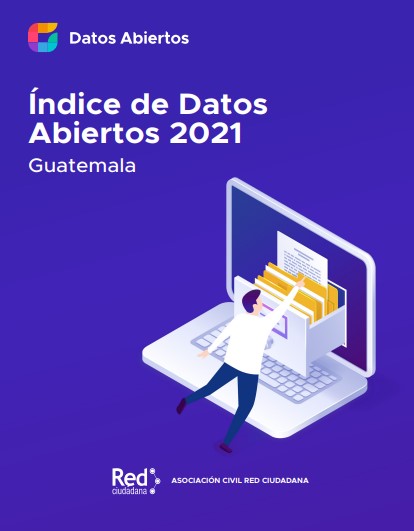 Datos Abiertos
Índice de Datos
Abiertos 2021
Guatemala
Red
ciudadana
ASOCIACIÓN CIVIL RED CIUDADANA